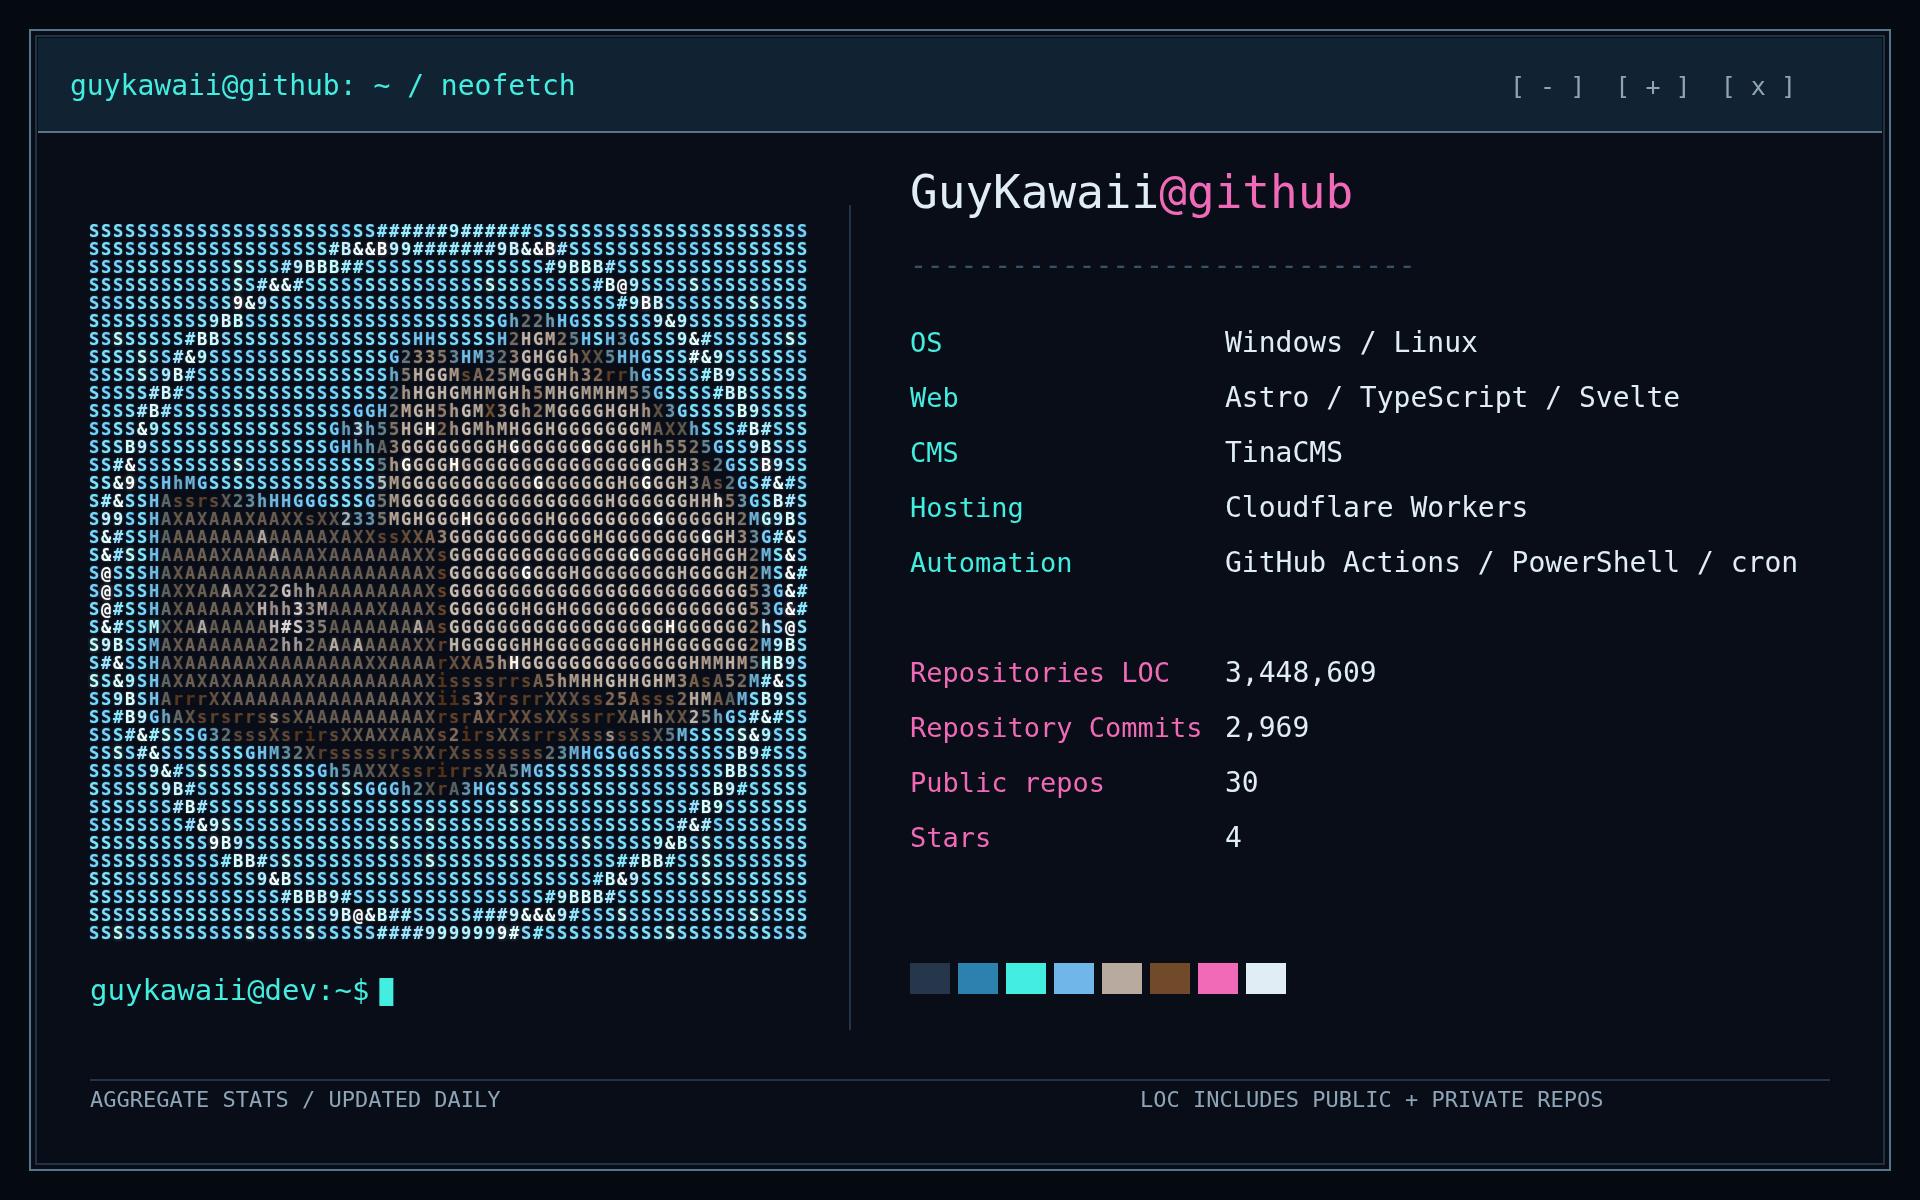 guykawaii@github: ~ / neofetch
[ - ] [ + ] [ x ]
GuyKawaii@github
------------------------------
OS Windows / Linux
Web Astro / TypeScript / Svelte
CMS TinaCMS
Hosting Cloudflare Workers
Automation GitHub Actions / PowerShell / cron
Repositories LOC 3,448,609
Repository Commits 2,969
Public repos 30
Stars 4
guykawaii@dev:~$
AGGREGATE STATS / UPDATED DAILY
LOC INCLUDES PUBLIC + PRIVATE REPOS